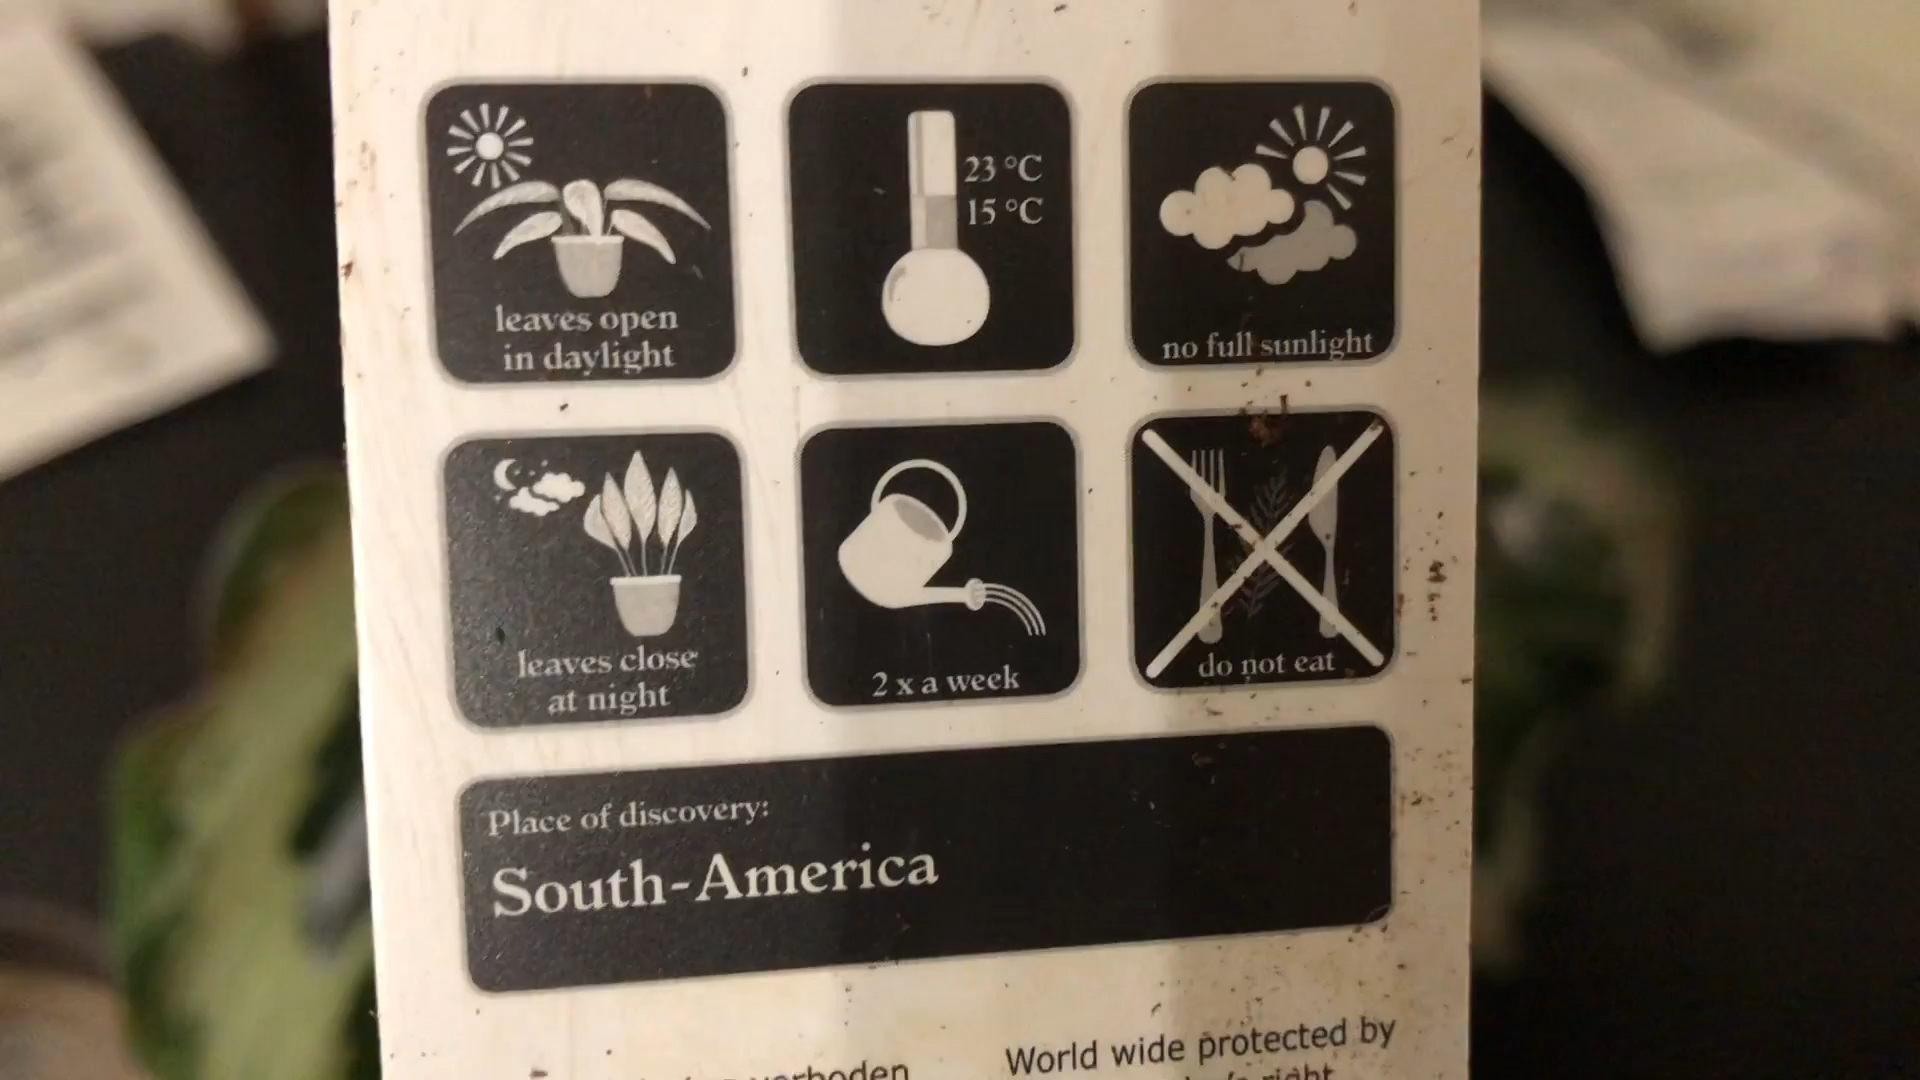 leaves open
in daylight
23 °C
15 °C
no full sunlight
leaves close
at night
2 x a week
do not eat
Place of discovery:
South-America
verboden
World wide protected by
right